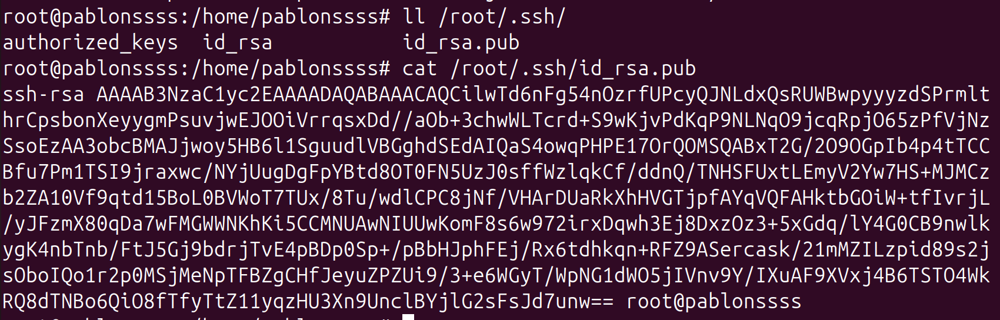 root@pablonssss:/home/pablonssss# ll /root/.ssh/
authorized_keys  id_rsa           id_rsa.pub
root@pablonssss:/home/pablonssss# cat /root/.ssh/id_rsa.pub
ssh-rsa AAAAB3NzaC1yc2EAAAADAQABAAACAQCilwTd6nFg54nOzrfUPcyQJNLdxQsRUWBwpyyyzdSPrmlt
hrCpsbonXeyygmPsuvjwEJOOiVrrqsxDd//aOb+3chwWLTcrd+S9wKjvPdKqP9NLNqO9jcqRpjO65zPfVjNz
SsoEzAA3obcBMAJjwoy5HB6l1SguudlVBGghdSEdAIQaS4owqPHPE17OrQOMSQABxT2G/2O9OGpIb4p4tTCC
Bfu7Pm1TSI9jraxwc/NYjUugDgFpYBtd8OT0FN5UzJ0sffWzlqkCf/ddnQ/TNHSFUxtLEmyV2Yw7HS+MJMCz
b2ZA10Vf9qtd15BoL0BVWoT7TUx/8Tu/wdlCPC8jNf/VHArDUaRkXhHVGTjpfAYqVQFAHktbGOiW+tfIvrjL
/yJFzmX80qDa7wFMGWWNKhKi5CCMNUAwNIUUwKomF8s6w972irxDqwh3Ej8DxzOz3+5xGdq/lY4G0CB9nwlk
ygK4nbTnb/FtJ5Gj9bdrjTvE4pBDp0Sp+/pBbHJphFEj/Rx6tdhkqn+RFZ9ASercask/21mMZILzpid89s2j
sOboIQo1r2p0MSjMeNpTFBZgCHfJeyuZPZUi9/3+e6WGyT/WpNG1dWO5jIVnv9Y/IXuAF9XVxj4B6TSTO4Wk
RQ8dTNBo6QiO8fTfyTtZ11yqzHU3Xn9UnclBYjlG2sFsJd7unw== root@pablonssss